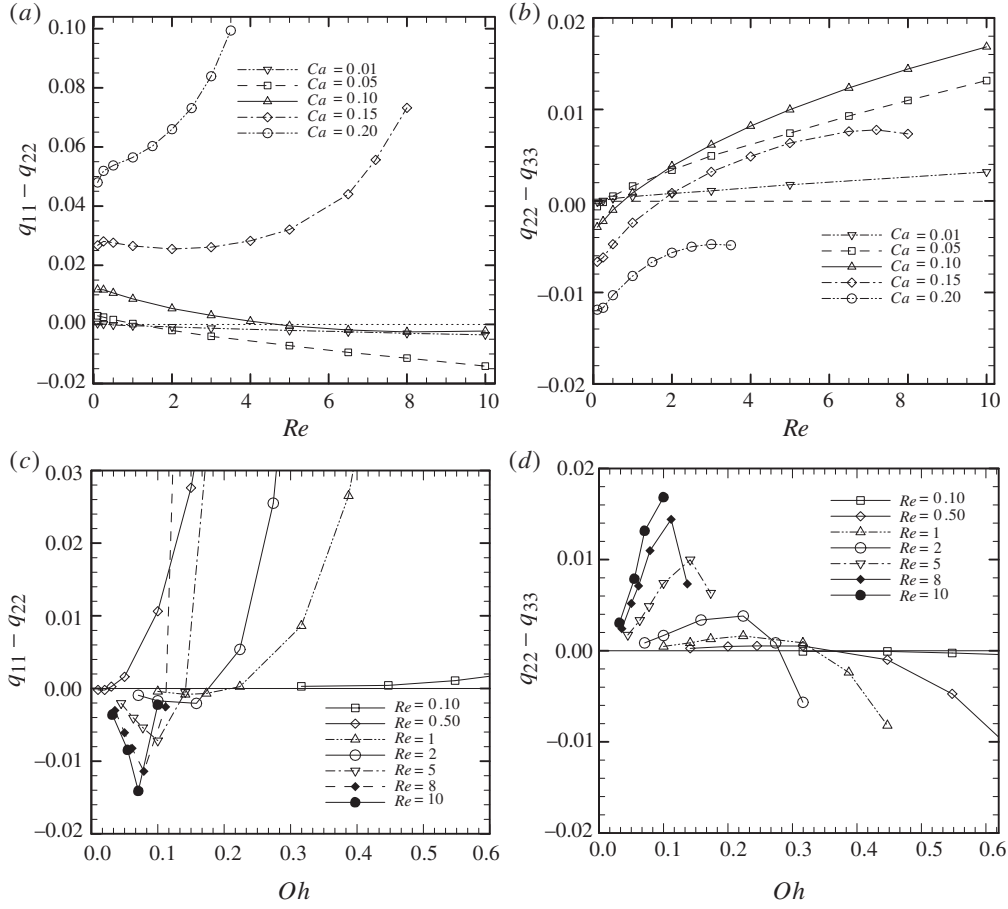 (a)
0.10
0.08
0.06
0.04
0.02
0.00
–0.02
q11 – q22
Ca = 0.01
Ca = 0.05
Ca = 0.10
Ca = 0.15
Ca = 0.20
0 2 4 6 8 10
Re
(b)
0.02
0.01
0.00
–0.01
–0.02
q22 – q33
Ca = 0.01
Ca = 0.05
Ca = 0.10
Ca = 0.15
Ca = 0.20
0 2 4 6 8 10
Re
(c)
0.03
0.02
0.01
0.00
–0.01
–0.02
q11 – q22
Re = 0.10
Re = 0.50
Re = 1
Re = 2
Re = 5
Re = 8
Re = 10
0.0 0.1 0.2 0.3 0.4 0.5 0.6
Oh
(d)
0.02
0.01
0.00
–0.01
–0.02
q22 – q33
Re = 0.10
Re = 0.50
Re = 1
Re = 2
Re = 5
Re = 8
Re = 10
0.0 0.1 0.2 0.3 0.4 0.5 0.6
Oh